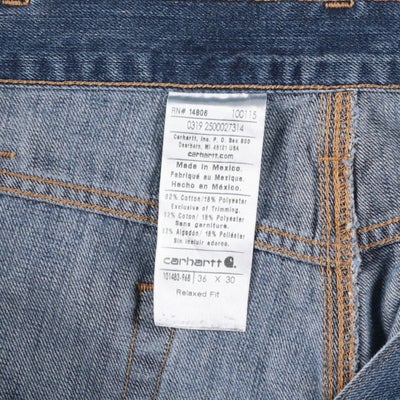 RN# 14806 100115
0319 2500027314
Carhartt, Inc. P. O. Box 600
Dearborn, MI 48121 USA
carhartt.com
Made in Mexico.
Fabriqué au Mexique.
Hecho en México.
82% Cotton/18% Polyester
Exclusive of Trimming.
82% Coton/18% Polyester
Sans garniture.
82% Algodón/18% Poliéster
Sin incluir adorno.
carhartt
101483-968 36 X 30
Relaxed Fit